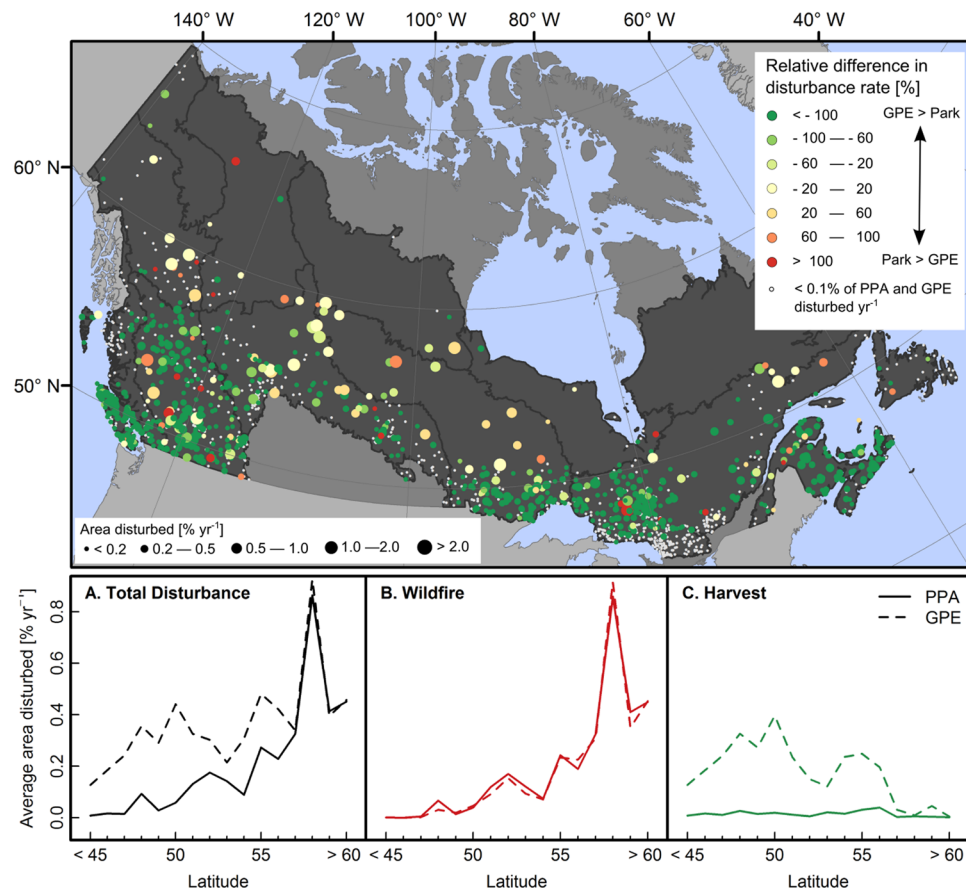 140° W 120° W 100° W 80° W 60° W 40° W
60° N
50° N
Relative difference in
disturbance rate [%]
< - 100 GPE > Park
- 100 — - 60
- 60 — - 20
- 20 — 20
20 — 60
60 — 100
> 100 Park > GPE
< 0.1% of PPA and GPE
disturbed yr⁻¹
Area disturbed [% yr⁻¹]
< 0.2 0.2 — 0.5 0.5 — 1.0 1.0 —2.0 > 2.0
A. Total Disturbance B. Wildfire C. Harvest
PPA
GPE
Average area disturbed [% yr⁻¹]
0.8
0.6
0.4
0.2
0.0
< 45 50 55 > 60 < 45 50 55 > 60 < 45 50 55 > 60
Latitude Latitude Latitude